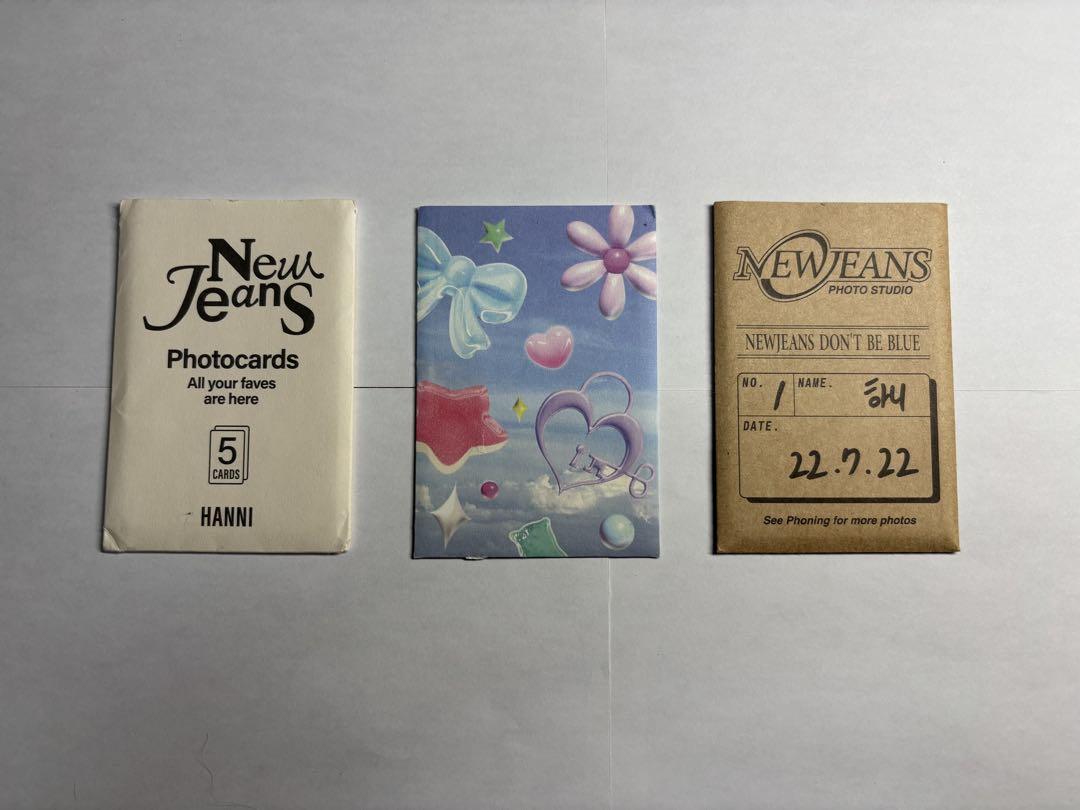 New
Jeans
Photocards
All your faves
are here
5
CARDS
HANNI
NEWJEANS
PHOTO STUDIO
NEWJEANS DON'T BE BLUE
NO. 1 NAME. 하니
DATE.
22.7.22
See Phoning for more photos